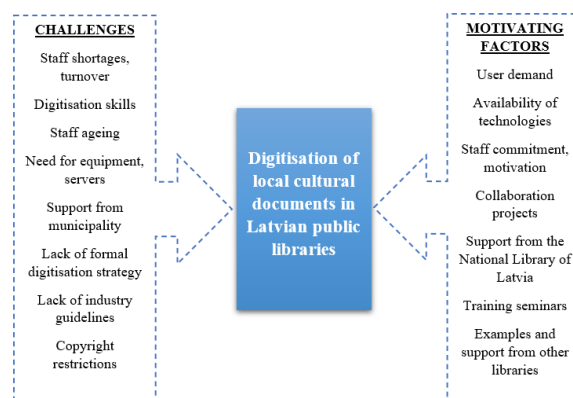 CHALLENGES
Staff shortages,
turnover
Digitisation skills
Staff ageing
Need for equipment,
servers
Support from
municipality
Lack of formal
digitisation strategy
Lack of industry
guidelines
Copyright
restrictions
Digitisation of
local cultural
documents in
Latvian public
libraries
MOTIVATING
FACTORS
User demand
Availability of
technologies
Staff commitment,
motivation
Collaboration
projects
Support from the
National Library of
Latvia
Training seminars
Examples and
support from other
libraries